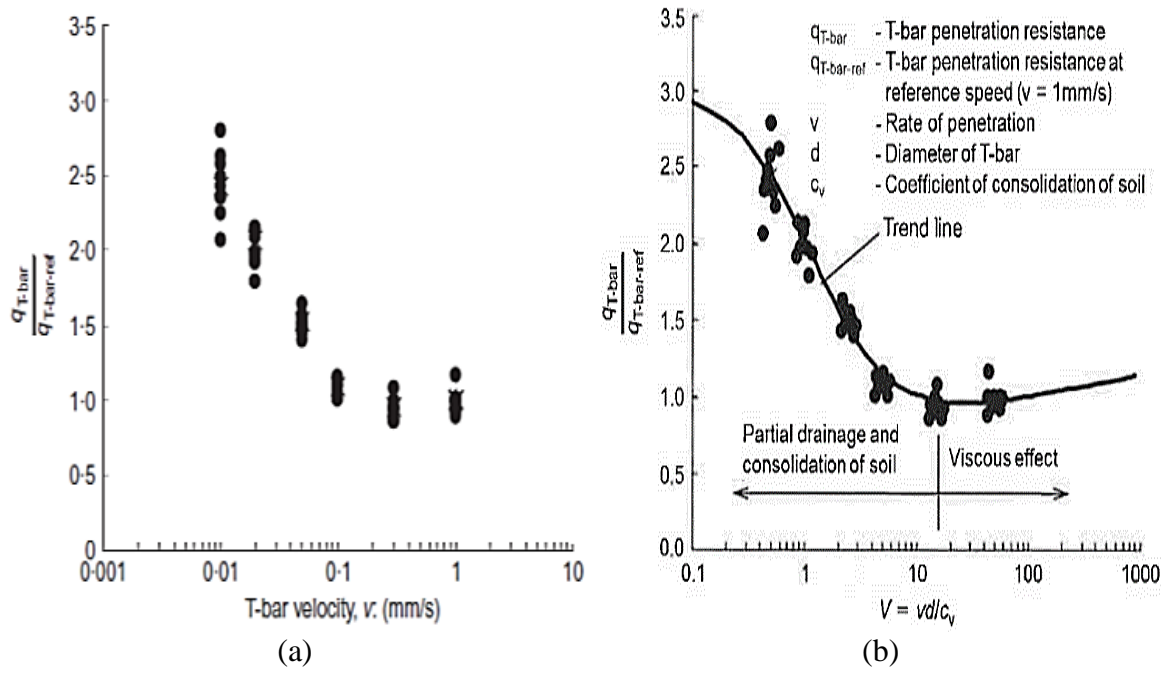 3·5
3·0
2·5
2·0
1·5
1·0
0·5
0
q_T-bar
q_T-bar-ref
0·001 0·01 0·1 1 10
T-bar velocity, v: (mm/s)
(a)
3.5
3.0
2.5
2.0
1.5
1.0
0,5
0.0
q_T-bar
q_T-bar-ref
q_T-bar - T-bar penetration resistance
q_T-bar-ref - T-bar penetration resistance at
reference speed (v = 1mm/s)
v - Rate of penetration
d - Diameter of T-bar
c_v - Coefficient of consolidation of soil
Trend line
Partial drainage and
consolidation of soil
Viscous effect
0.1 1 10 100 1000
V = vd/c_v
(b)